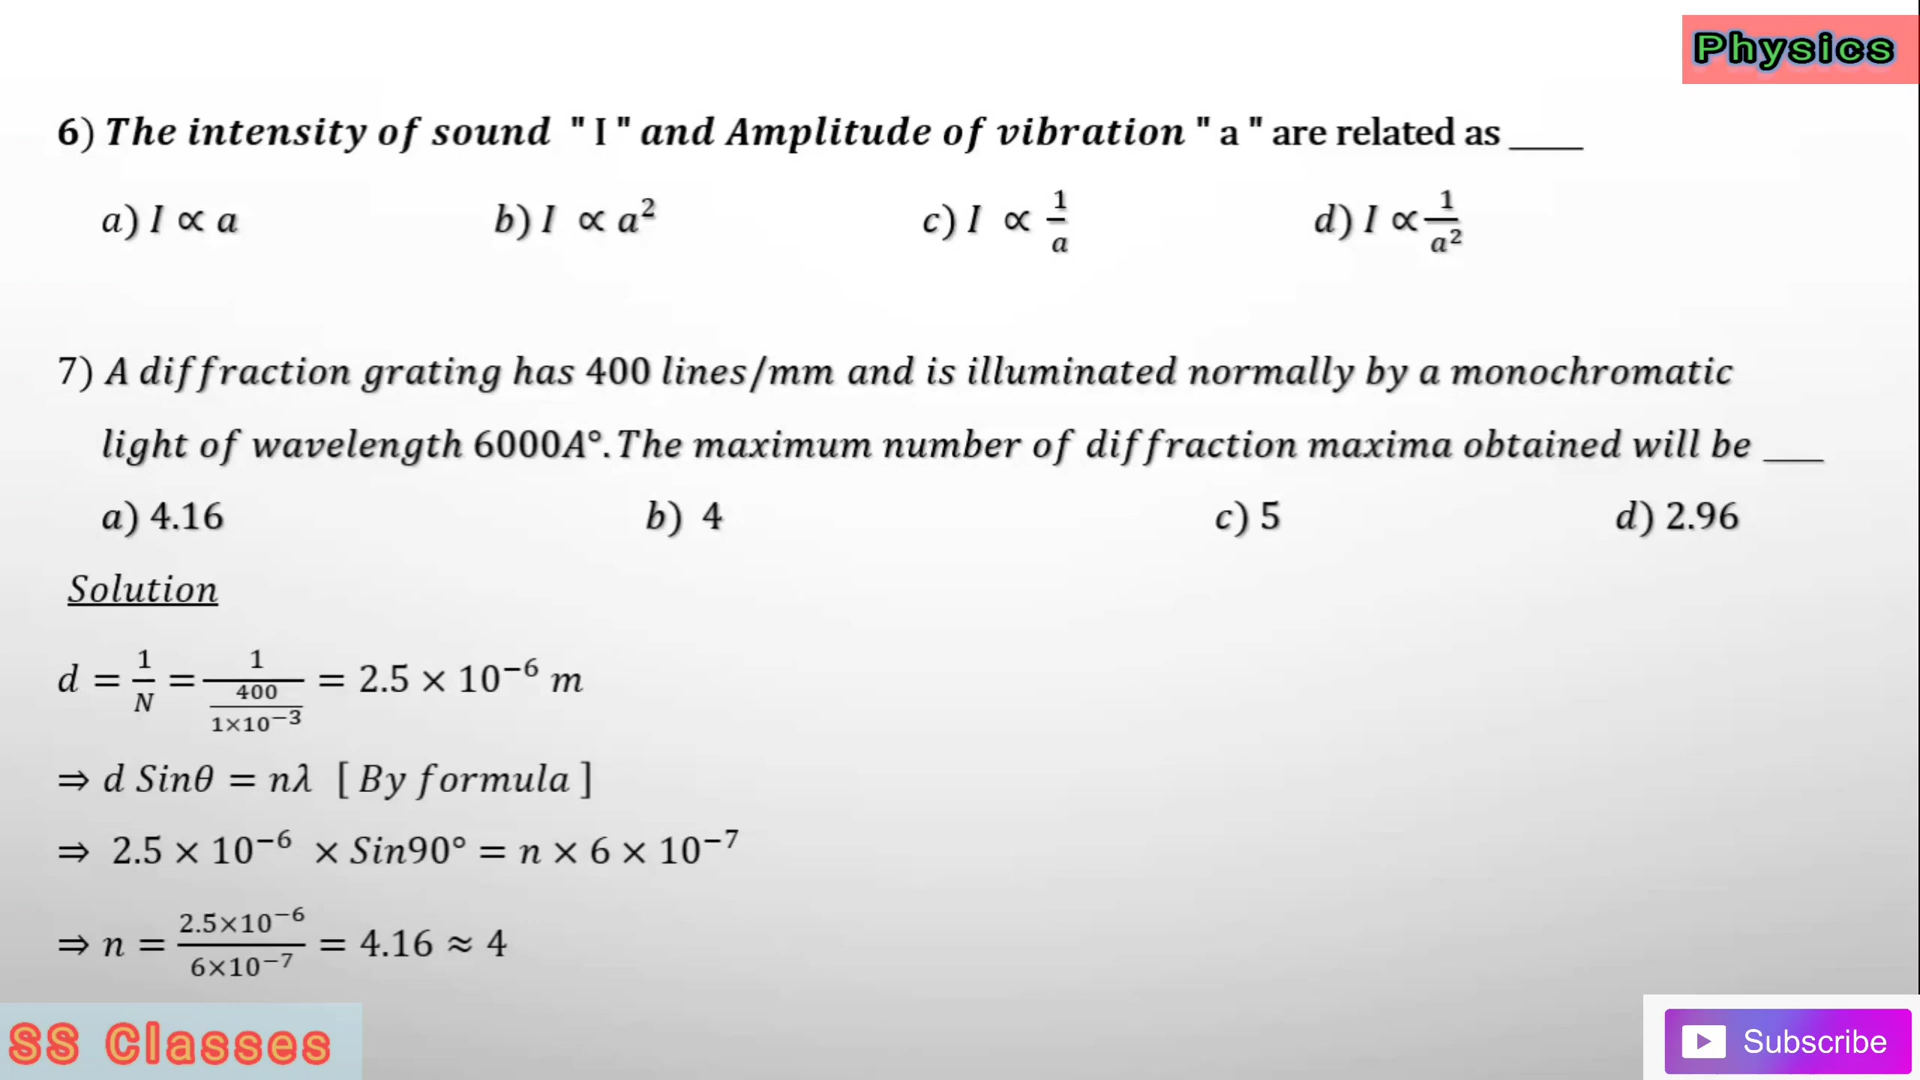 Physics
6) The intensity of sound " I " and Amplitude of vibration " a " are related as ____
a) I ∝ a b) I ∝ a² c) I ∝ 1/a d) I ∝ 1/a²
7) A diffraction grating has 400 lines/mm and is illuminated normally by a monochromatic
light of wavelength 6000A°. The maximum number of diffraction maxima obtained will be ___
a) 4.16 b) 4 c) 5 d) 2.96
Solution
d = 1/N = 1/(400/(1×10⁻³)) = 2.5 × 10⁻⁶ m
⇒ d Sinθ = nλ [ By formula ]
⇒ 2.5 × 10⁻⁶ × Sin90° = n × 6 × 10⁻⁷
⇒ n = (2.5×10⁻⁶)/(6×10⁻⁷) = 4.16 ≈ 4
SS Classes
Subscribe